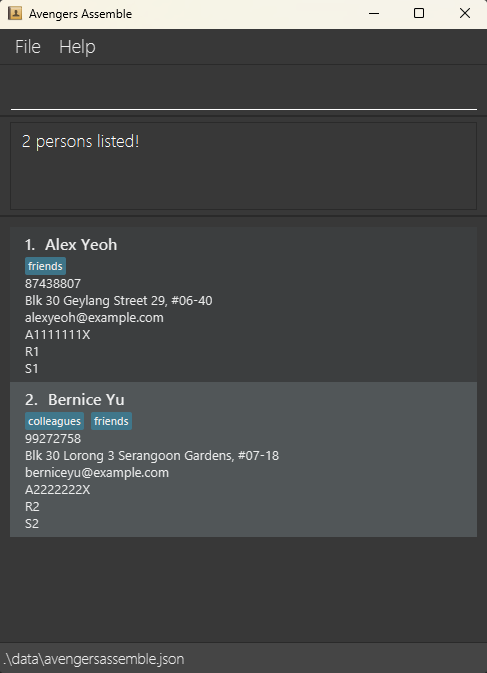 Avengers Assemble
File Help
2 persons listed!
1. Alex Yeoh
friends
87438807
Blk 30 Geylang Street 29, #06-40
alexyeoh@example.com
A1111111X
R1
S1
2. Bernice Yu
colleagues friends
99272758
Blk 30 Lorong 3 Serangoon Gardens, #07-18
berniceyu@example.com
A2222222X
R2
S2
.\data\avengersassemble.json